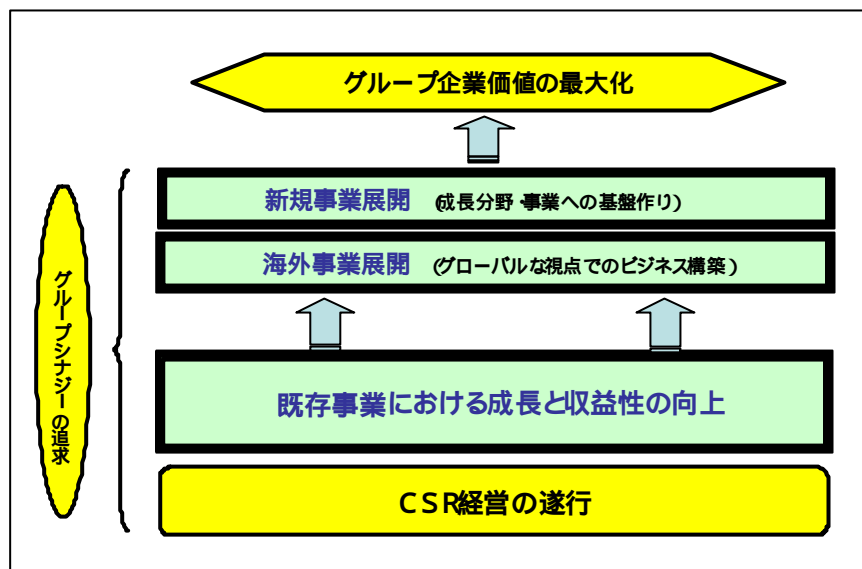 グループ企業価値の最大化
新規事業展開 (成長分野・事業への基盤作り)
海外事業展開 (グローバルな視点でのビジネス構築)
グループシナジーの追求
既存事業における成長と収益性の向上
CSR経営の遂行